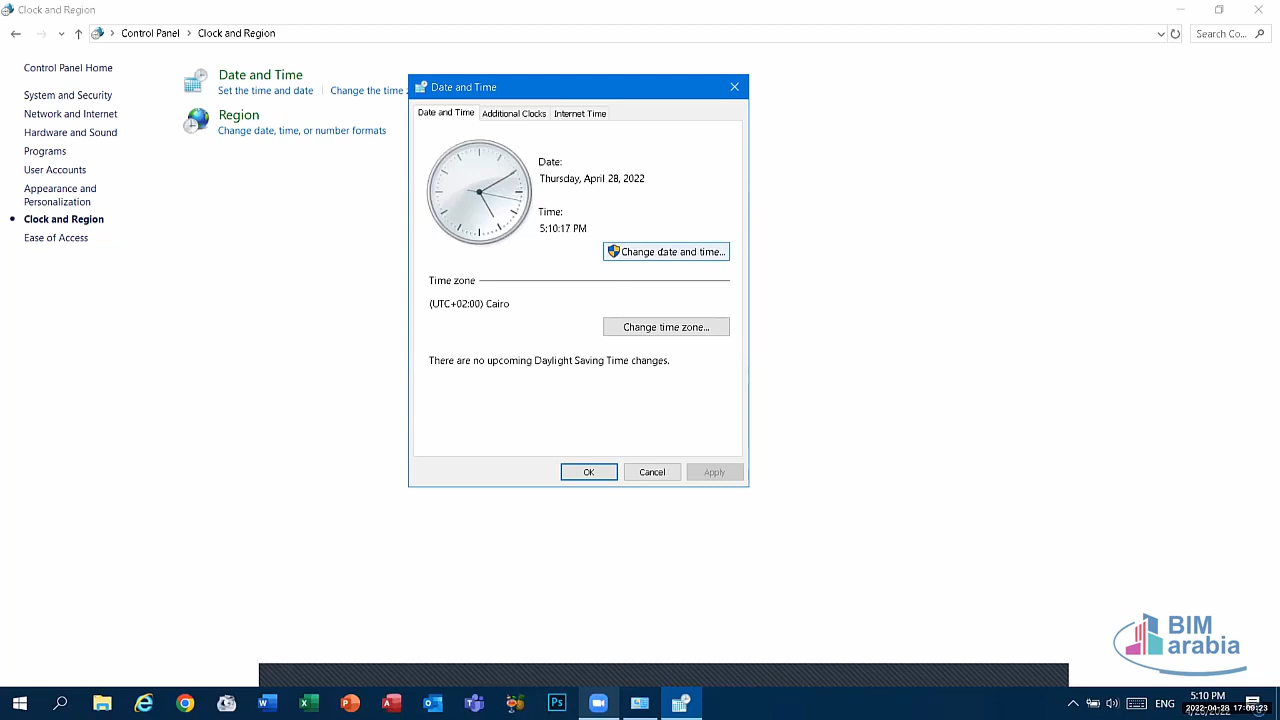 Clock and Region
Control Panel > Clock and Region
Search Co...
Control Panel Home
System and Security
Network and Internet
Hardware and Sound
Programs
User Accounts
Appearance and
Personalization
Clock and Region
Ease of Access
Date and Time
Set the time and date
Change the time z
Region
Change date, time, or number formats
Date and Time
Date and Time
Additional Clocks
Internet Time
Date:
Thursday, April 28, 2022
Time:
5:10:17 PM
Change date and time...
Time zone
(UTC+02:00) Cairo
Change time zone...
There are no upcoming Daylight Saving Time changes.
OK
Cancel
Apply
BIM
arabia
ENG
5:10 PM
2022-04-28 17:06:23